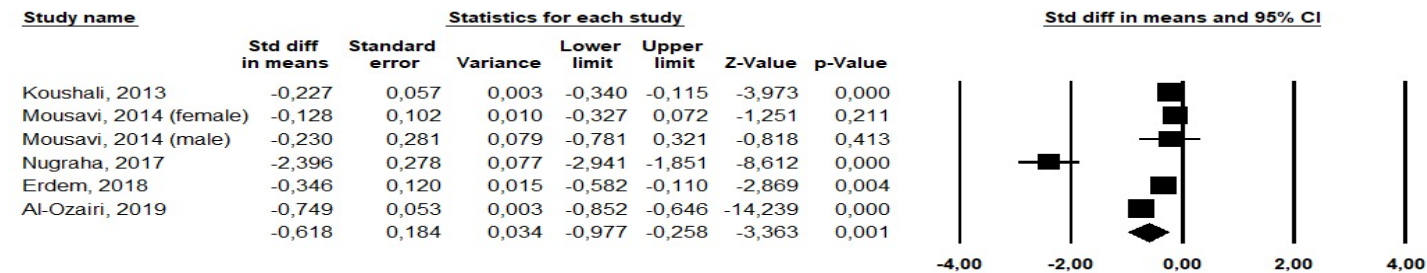 Study name Statistics for each study Std diff in means and 95% CI
Std diff Standard Lower Upper
in means error Variance limit limit Z-Value p-Value
Koushali, 2013 -0,227 0,057 0,003 -0,340 -0,115 -3,973 0,000
Mousavi, 2014 (female) -0,128 0,102 0,010 -0,327 0,072 -1,251 0,211
Mousavi, 2014 (male) -0,230 0,281 0,079 -0,781 0,321 -0,818 0,413
Nugraha, 2017 -2,396 0,278 0,077 -2,941 -1,851 -8,612 0,000
Erdem, 2018 -0,346 0,120 0,015 -0,582 -0,110 -2,869 0,004
Al-Ozairi, 2019 -0,749 0,053 0,003 -0,852 -0,646 -14,239 0,000
-0,618 0,184 0,034 -0,977 -0,258 -3,363 0,001
-4,00 -2,00 0,00 2,00 4,00